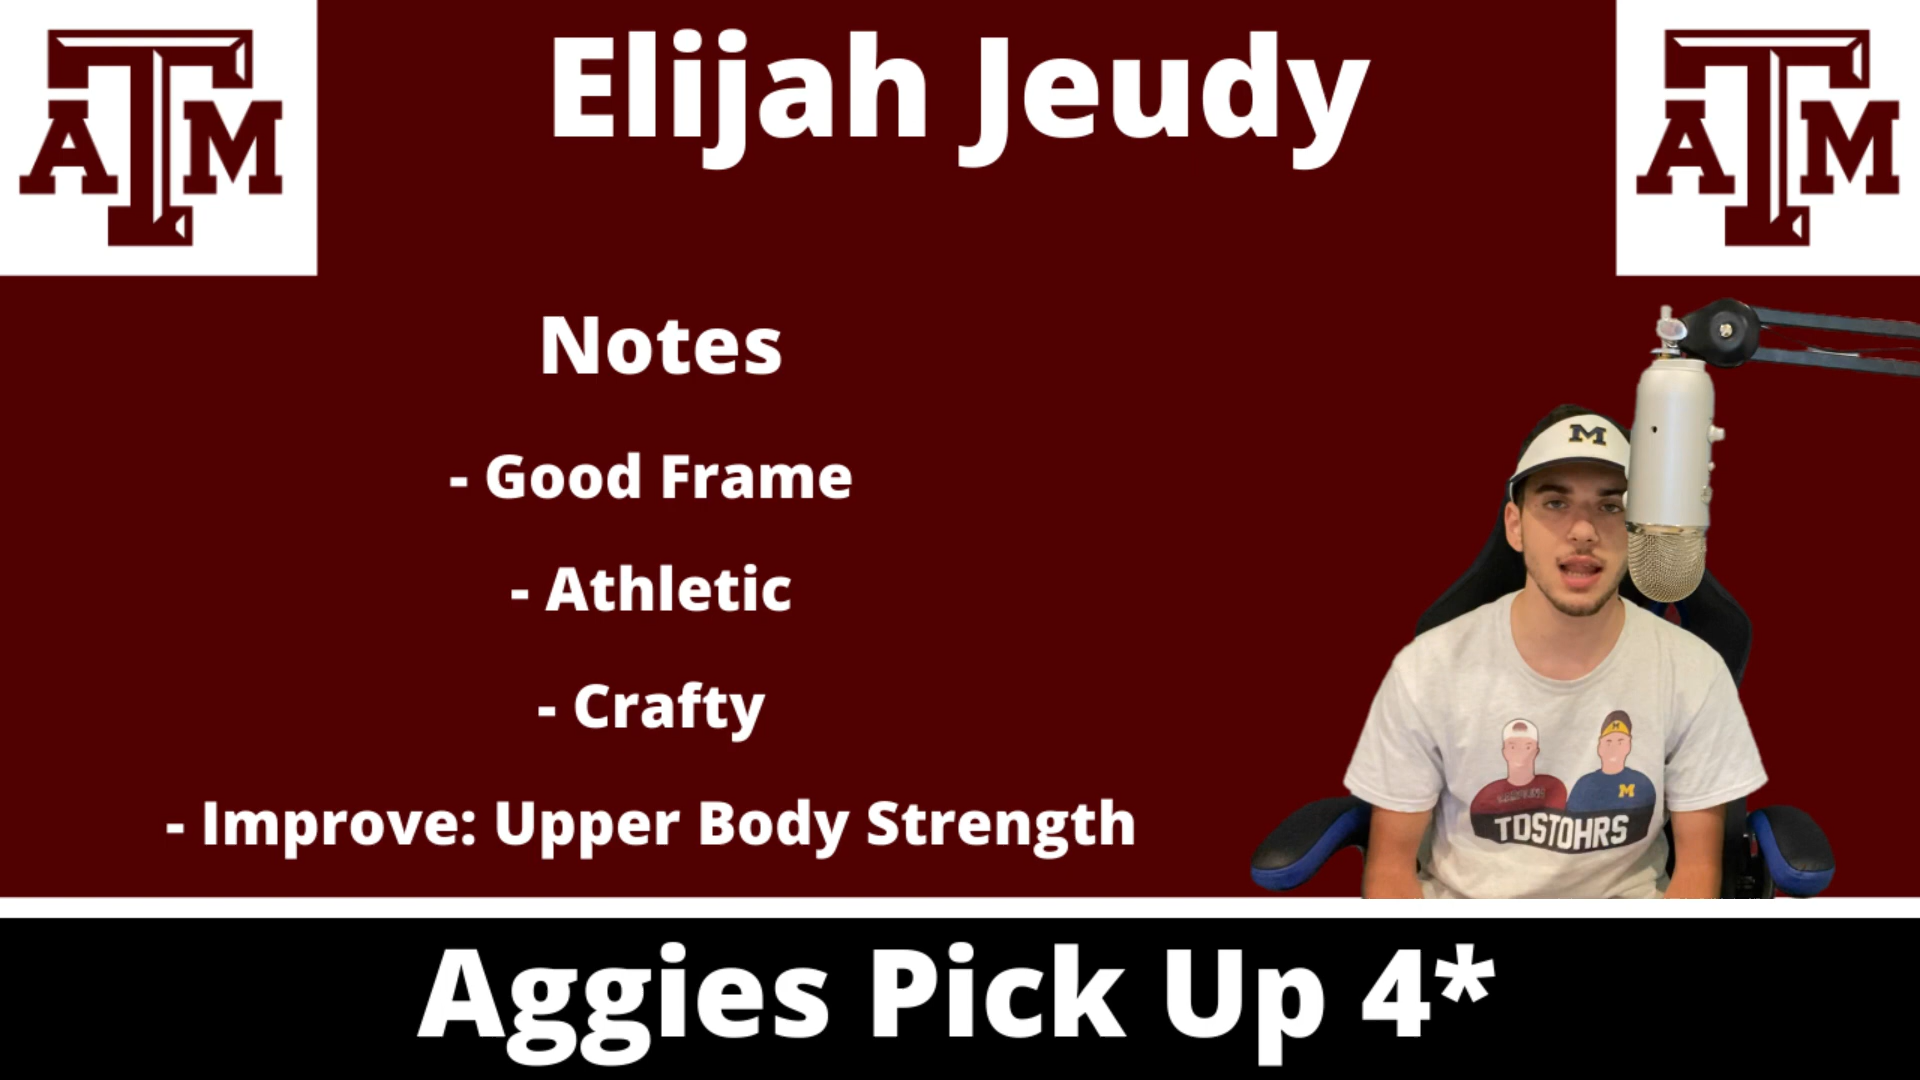 ATM
Elijah Jeudy
ATM
Notes
- Good Frame
- Athletic
- Crafty
- Improve: Upper Body Strength
M
M
M
TOSTOHRS
Aggies Pick Up 4*